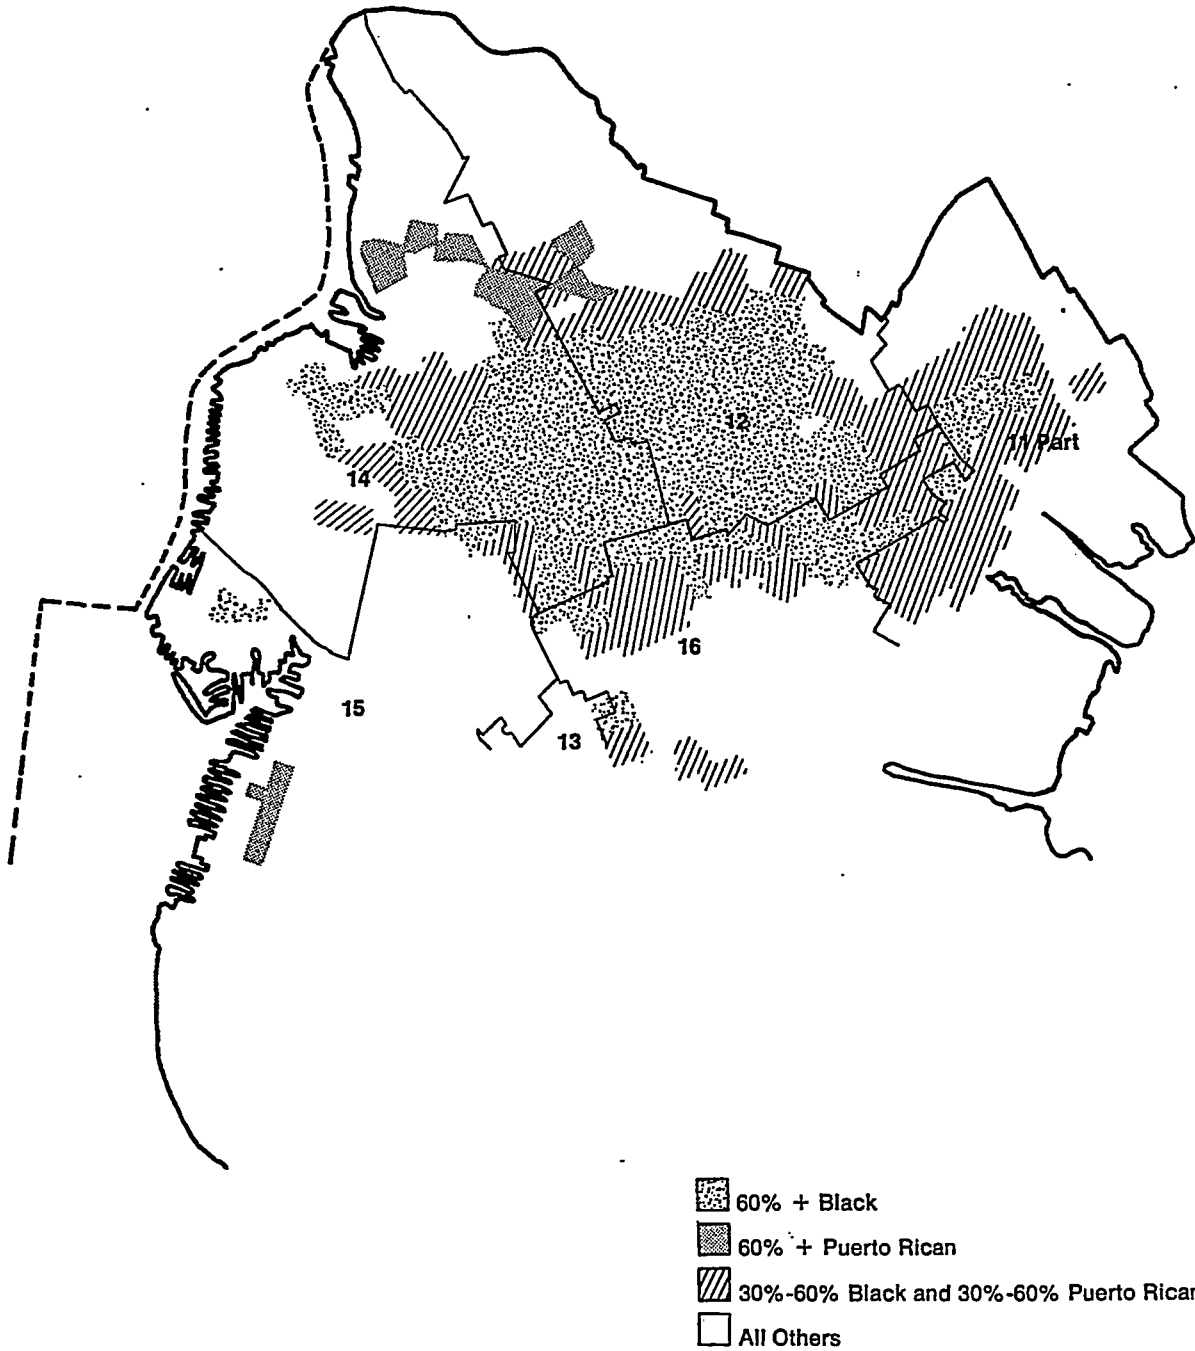 12
11 Part
14
16
15
13
60% + Black
60% + Puerto Rican
30%-60% Black and 30%-60% Puerto Rican
All Others